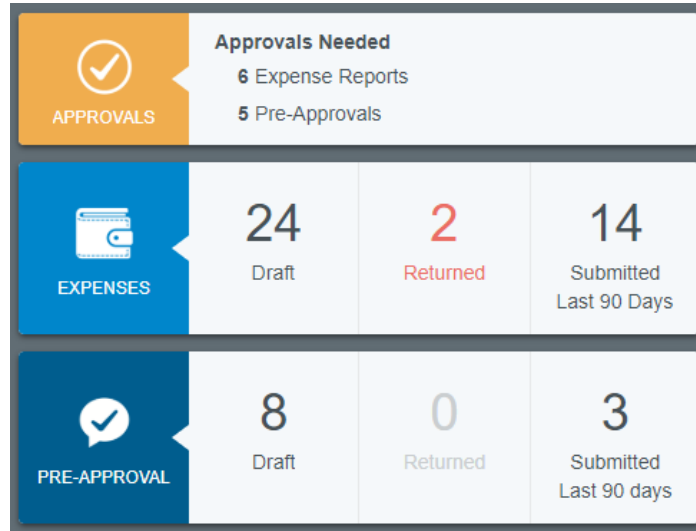 APPROVALS
Approvals Needed
6 Expense Reports
5 Pre-Approvals
EXPENSES
24
Draft
2
Returned
14
Submitted
Last 90 Days
PRE-APPROVAL
8
Draft
0
Returned
3
Submitted
Last 90 days